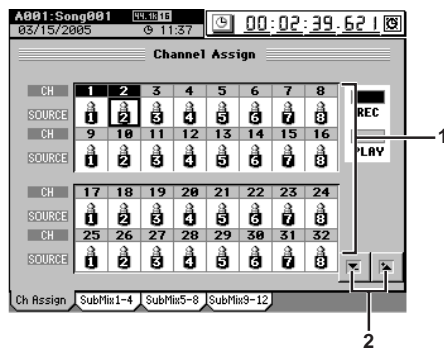 A001:Song001 44.1k 16 00:02:39.621
03/15/2005 11:37
Channel Assign
CH 1 2 3 4 5 6 7 8
SOURCE 1 2 3 4 5 6 7 8 REC
CH 9 10 11 12 13 14 15 16
SOURCE 1 2 3 4 5 6 7 8 PLAY
1
CH 17 18 19 20 21 22 23 24
SOURCE 1 2 3 4 5 6 7 8
CH 25 26 27 28 29 30 31 32
SOURCE 1 2 3 4 5 6 7 8
Ch Assign SubMix1-4 SubMix5-8 SubMix9-12
2